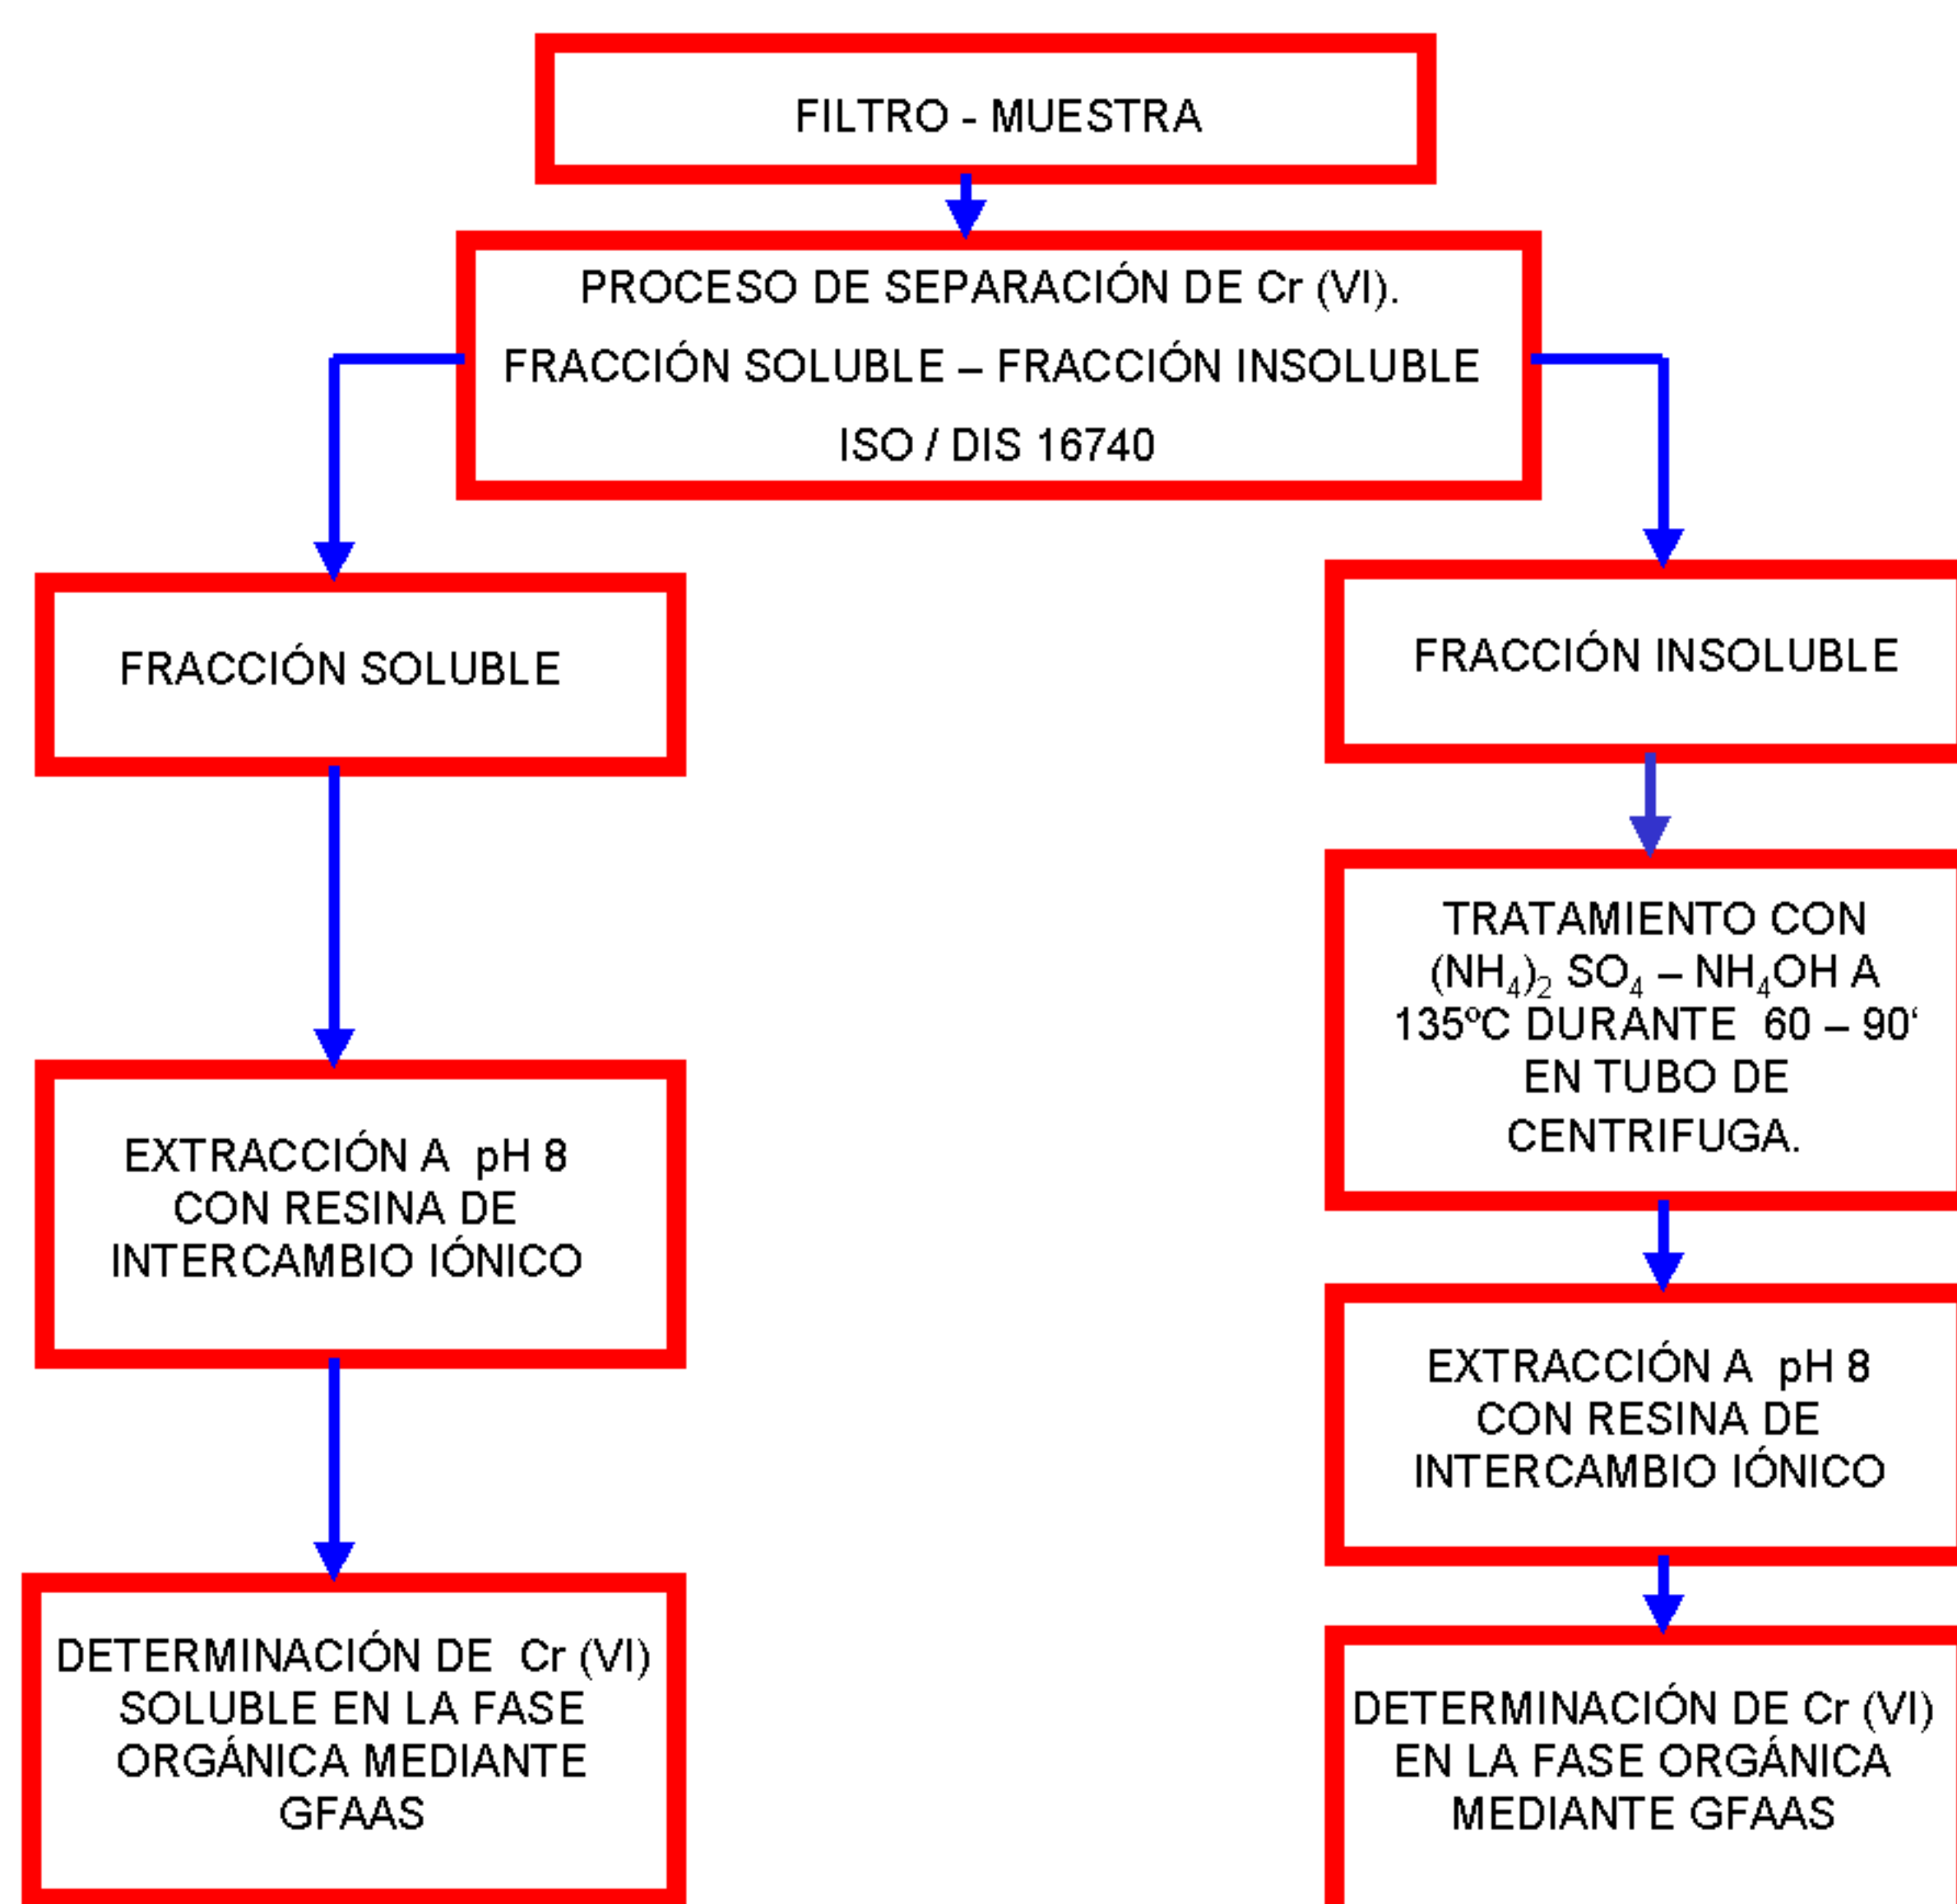 FILTRO - MUESTRA
PROCESO DE SEPARACIÓN DE Cr (VI).
FRACCIÓN SOLUBLE – FRACCIÓN INSOLUBLE
ISO / DIS 16740
FRACCIÓN SOLUBLE
EXTRACCIÓN A pH 8
CON RESINA DE
INTERCAMBIO IÓNICO
DETERMINACIÓN DE Cr (VI)
SOLUBLE EN LA FASE
ORGÁNICA MEDIANTE
GFAAS
FRACCIÓN INSOLUBLE
TRATAMIENTO CON
(NH₄)₂ SO₄ – NH₄OH A
135ºC DURANTE 60 – 90‘
EN TUBO DE
CENTRIFUGA.
EXTRACCIÓN A pH 8
CON RESINA DE
INTERCAMBIO IÓNICO
DETERMINACIÓN DE Cr (VI)
EN LA FASE ORGÁNICA
MEDIANTE GFAAS